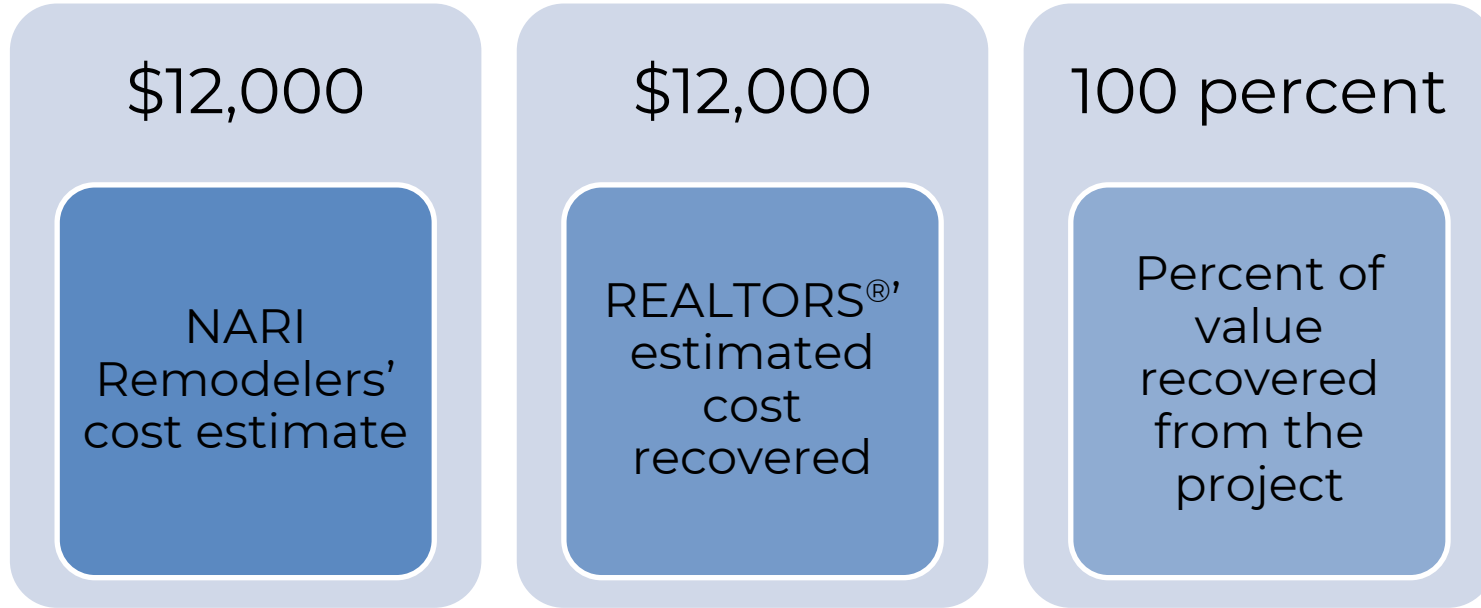 $12,000
NARI
Remodelers’
cost estimate
$12,000
REALTORS®’
estimated
cost
recovered
100 percent
Percent of
value
recovered
from the
project